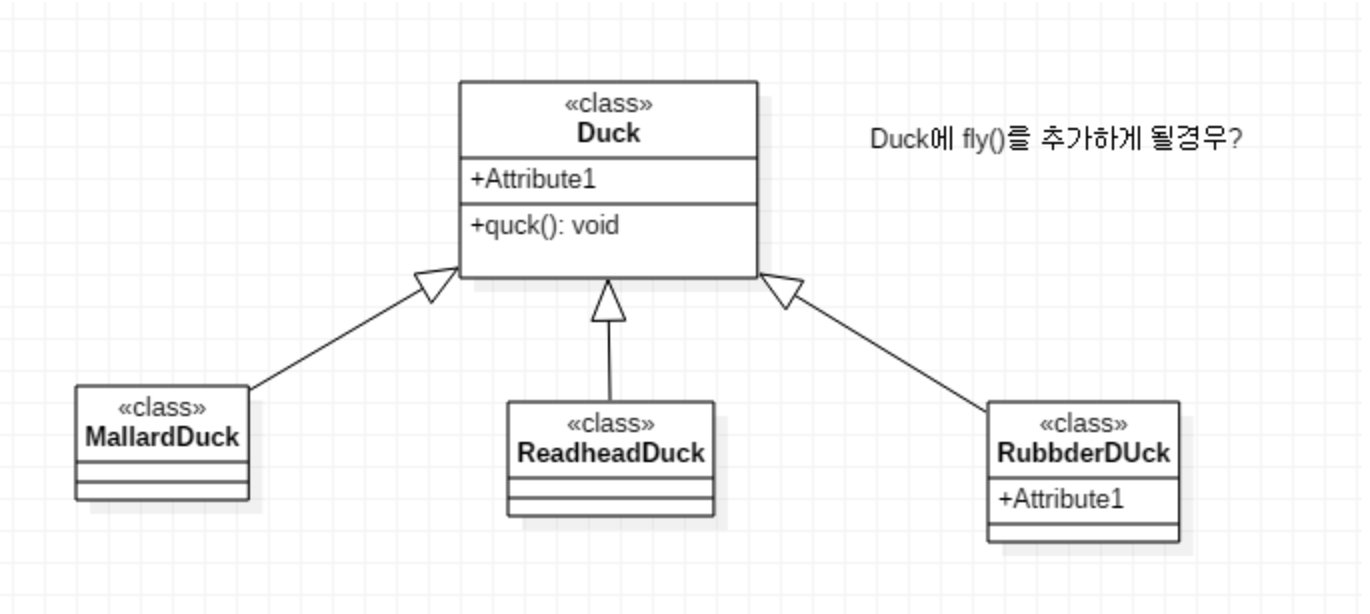 «class»
Duck
+Attribute1
+quck(): void
Duck에 fly()를 추가하게 될경우?
«class»
MallardDuck
«class»
ReadheadDuck
«class»
RubbderDUck
+Attribute1